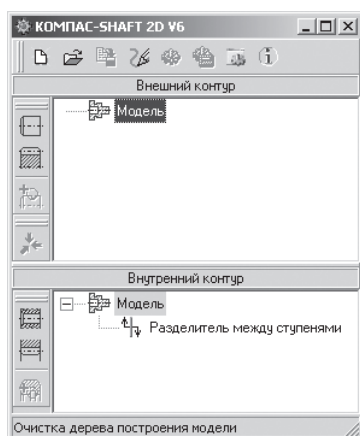 КОМПАС-SHAFT 2D V6
Внешний контур
Модель
Внутренний контур
Модель
Разделитель между ступенями
Очистка дерева построения модели